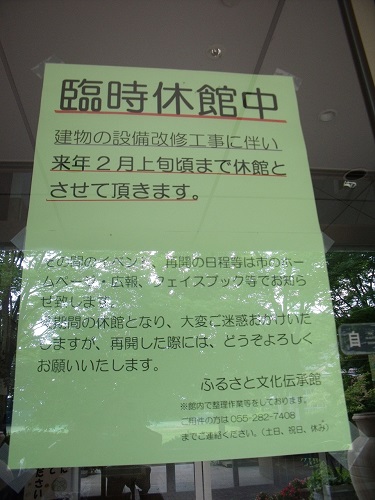 臨時休館中
建物の設備改修工事に伴い
来年2月上旬頃まで休館と
させて頂きます。
の間のイベント、再開の日程等は市のホー
ムページ・広報、フェイスブック等でお知ら
せ致します。
期間の休館となり、大変ご迷惑おかけいた
しますが、再開した際には、どうぞよろしく
お願いいたします。
ふるさと文化伝承館
※館内で整理作業等をしております。
ご用件の方は 055-282-7408
までご連絡ください。(土日、祝日、休み)
自
ださい